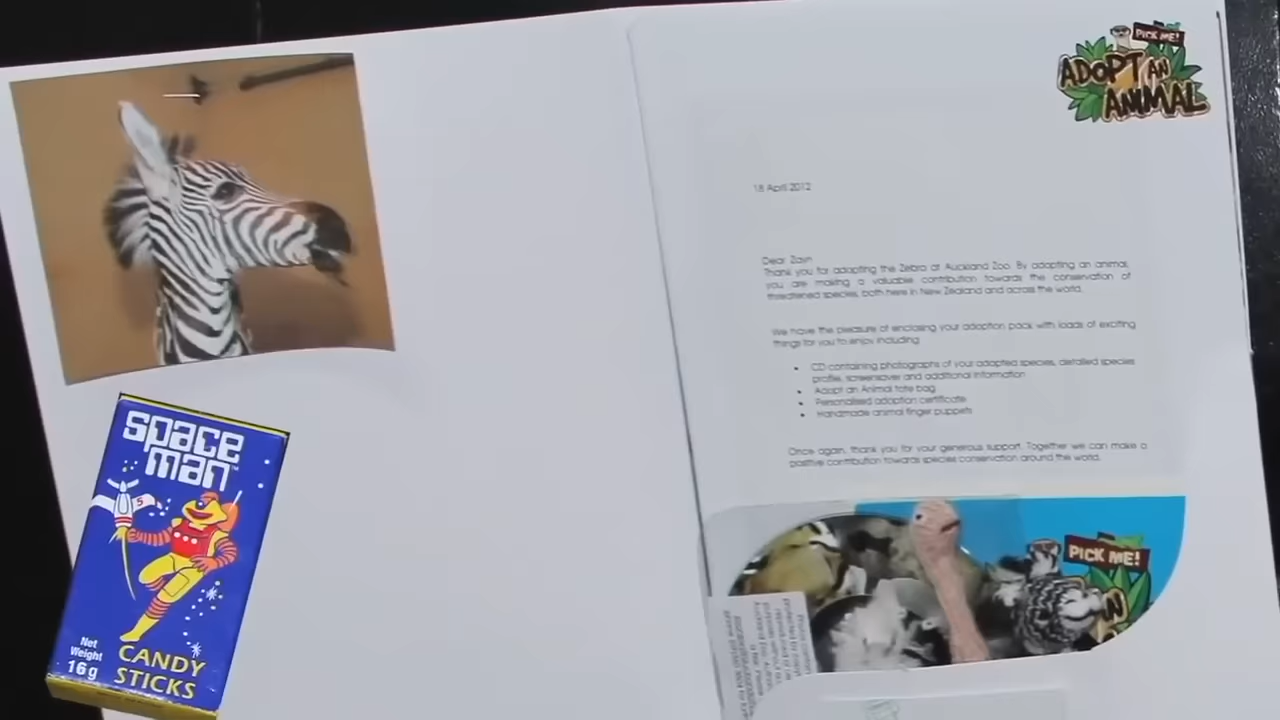 PICK ME!
ADOPT AN
ANIMAL
18 April 2012
Dear Zayn
Thank you for adopting the Zebra at Auckland Zoo. By adopting an animal,
you are making a valuable contribution towards the conservation of
threatened species, both here in New Zealand and across the world.
We have the pleasure of enclosing your adoption pack with loads of exciting
things for you to enjoy including
• CD containing photographs of your adopted species, detailed species
profile, screensaver and additional information
• Adopt an Animal tote bag
• Personalised adoption certificate
• Handmade animal finger puppets
Once again, thank you for your generous support. Together we can make a
positive contribution towards species conservation around the world.
space
man™
5
Net
Weight
16g
CANDY
STICKS
PICK ME!